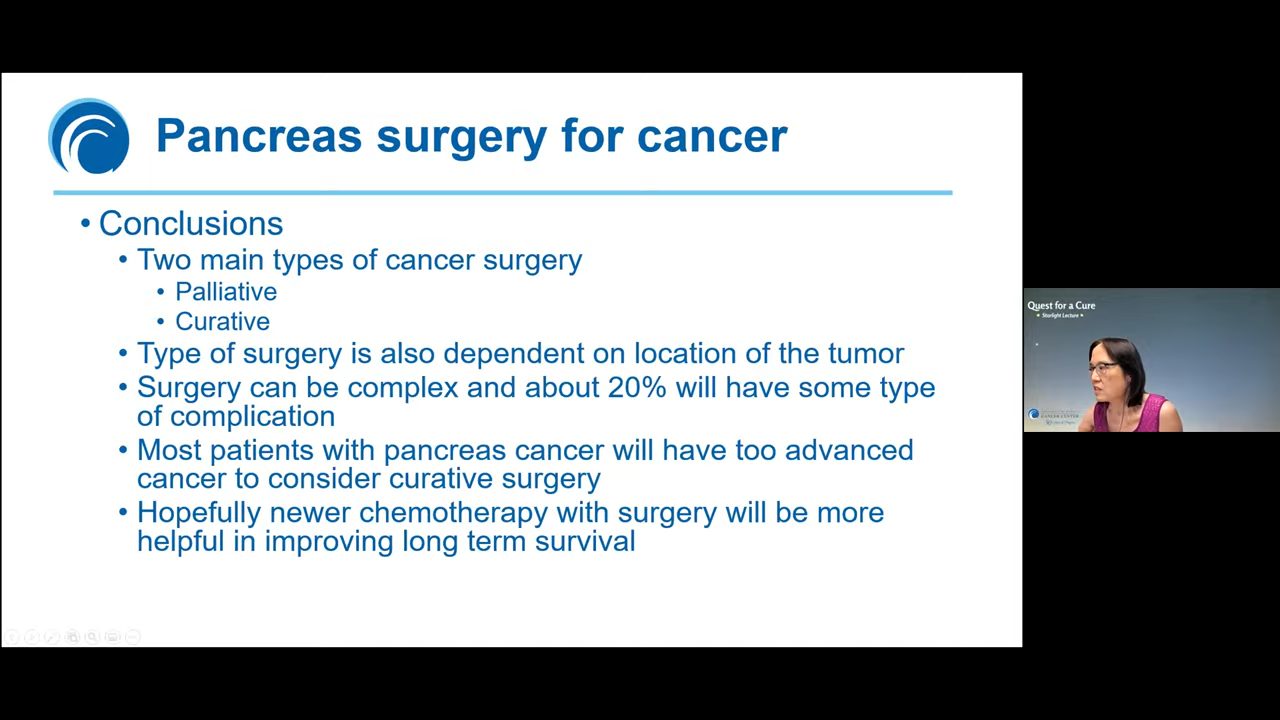 Pancreas surgery for cancer
• Conclusions
• Two main types of cancer surgery
• Palliative
• Curative
• Type of surgery is also dependent on location of the tumor
• Surgery can be complex and about 20% will have some type
of complication
• Most patients with pancreas cancer will have too advanced
cancer to consider curative surgery
• Hopefully newer chemotherapy with surgery will be more
helpful in improving long term survival
Quest for a Cure
Starlight Lecture
CANCER CENTER